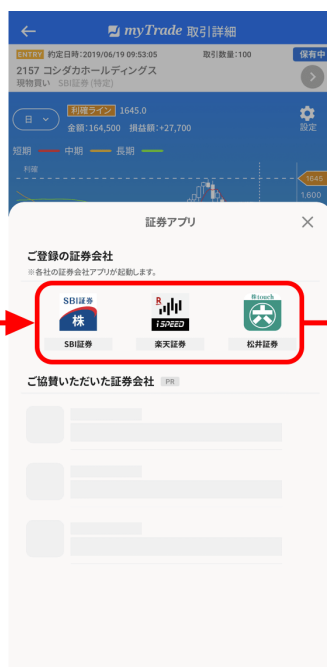 myTrade 取引詳細
ENTRY 約定日時:2019/06/19 09:53:05 取引数量:100 保有中
2157 コシダカホールディングス
現物買い SBI証券(特定)
日 利確ライン 1645.0
金額:164,500 損益額:+27,700 設定
短期 中期 長期
利確
1645
1,600
証券アプリ
ご登録の証券会社
※各社の証券会社アプリが起動します。
SBI証券 株 R iSPEED 株touch
SBI証券 楽天証券 松井証券
ご協賛いただいた証券会社 PR